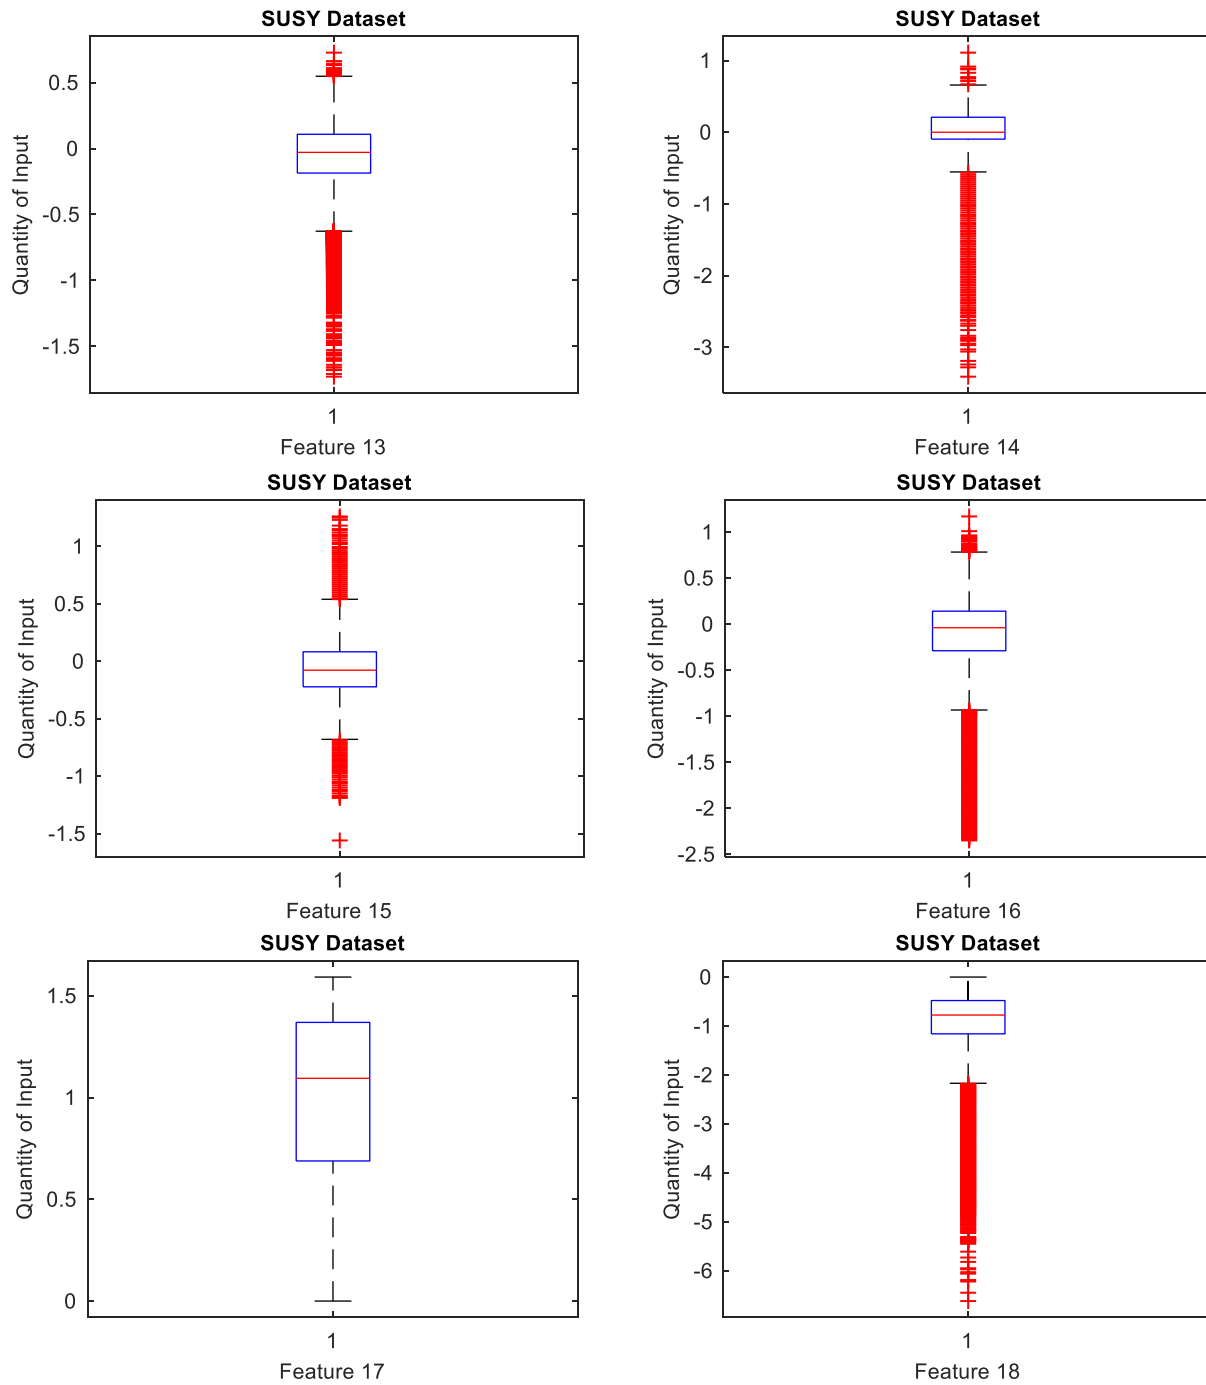 SUSY Dataset
Quantity of Input
0.5
0
-0.5
-1
-1.5
1
Feature 13
SUSY Dataset
Quantity of Input
1
0
-1
-2
-3
1
Feature 14
SUSY Dataset
Quantity of Input
1
0.5
0
-0.5
-1
-1.5
1
Feature 15
SUSY Dataset
Quantity of Input
1
0.5
0
-0.5
-1
-1.5
-2
-2.5
1
Feature 16
SUSY Dataset
Quantity of Input
1.5
1
0.5
0
1
Feature 17
SUSY Dataset
Quantity of Input
0
-1
-2
-3
-4
-5
-6
1
Feature 18